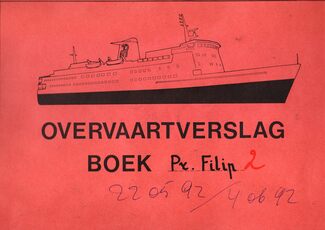 OVERVAARTVERSLAG
BOEK Pr. Filip 2
22 05 92 / 4 06 92